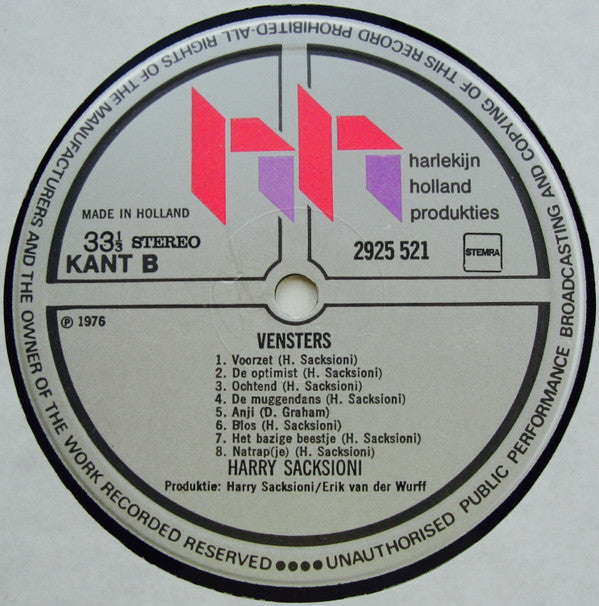 ALL RIGHTS OF THE MANUFACTURERS AND THE OWNER OF THE WORK RECORDED RESERVED ●●●● UNAUTHORISED PUBLIC PERFORMANCE BROADCASTING AND COPYING OF THIS RECORD PROHIBITED-
hh
harlekijn
holland
produkties
MADE IN HOLLAND
33⅓ STEREO
KANT B
2925 521
STEMRA
℗ 1976
VENSTERS
1. Voorzet (H. Sacksioni)
2. De optimist (H. Sacksioni)
3. Ochtend (H. Sacksioni)
4. De muggendans (H. Sacksioni)
5. Anji (D. Graham)
6. Blos (H. Sacksioni)
7. Het bazige beestje (H. Sacksioni)
8. Natrap(je) (H. Sacksioni)
HARRY SACKSIONI
Produktie: Harry Sacksioni/Erik van der Wurff